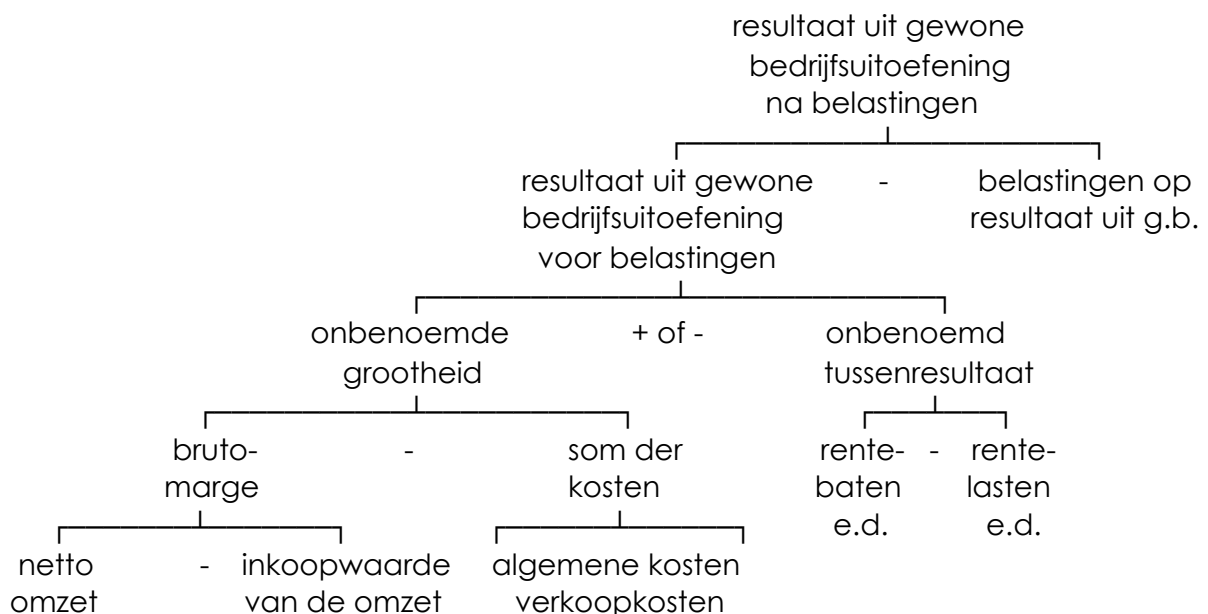 resultaat uit gewone
bedrijfsuitoefening
na belastingen
resultaat uit gewone - belastingen op
bedrijfsuitoefening resultaat uit g.b.
voor belastingen
onbenoemde + of - onbenoemd
grootheid tussenresultaat
bruto- - som der rente- - rente-
marge kosten baten lasten
e.d. e.d.
netto - inkoopwaarde algemene kosten
omzet van de omzet verkoopkosten